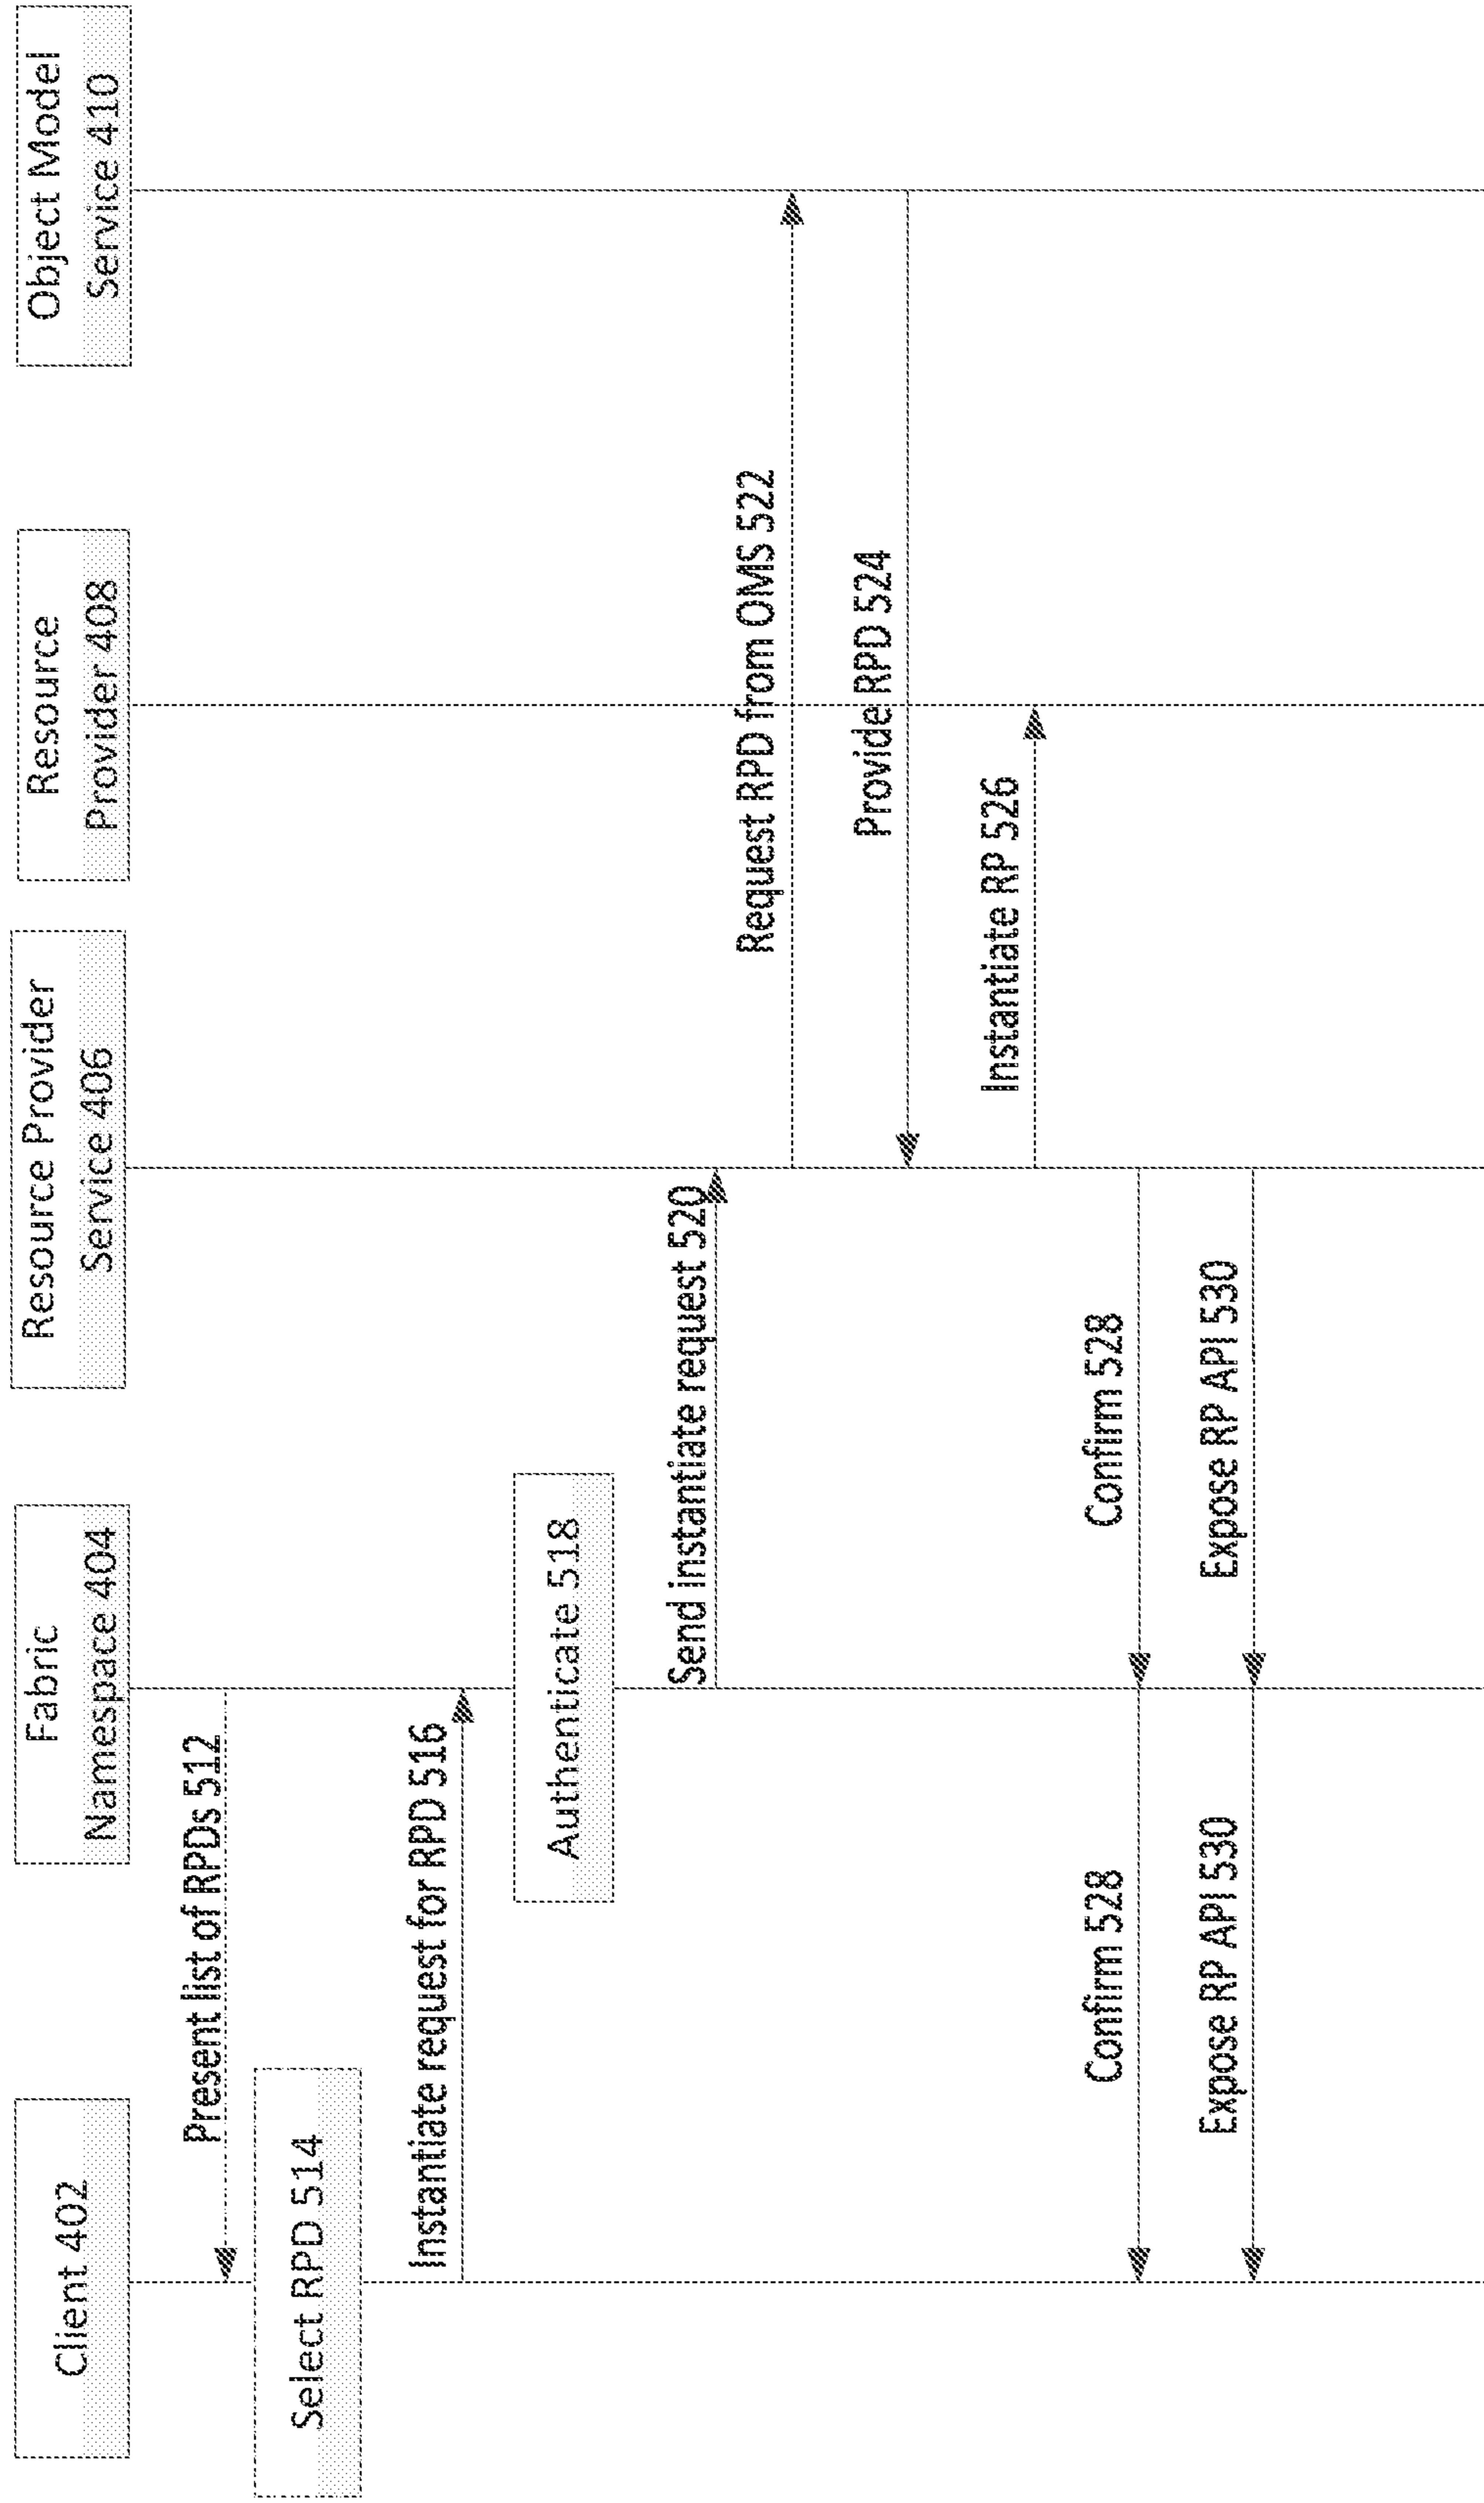 Client 402
Fabric
Namespace 404
Resource Provider
Service 406
Resource
Provider 408
Object Model
Service 410
Present list of RPDs 512
Select RPD 514
Instantiate request for RPD 516
Authenticate 518
Send instantiate request 520
Request RPD from OMS 522
Provide RPD 524
Instantiate RP 526
Confirm 528
Confirm 528
Expose RP API 530
Expose RP API 530